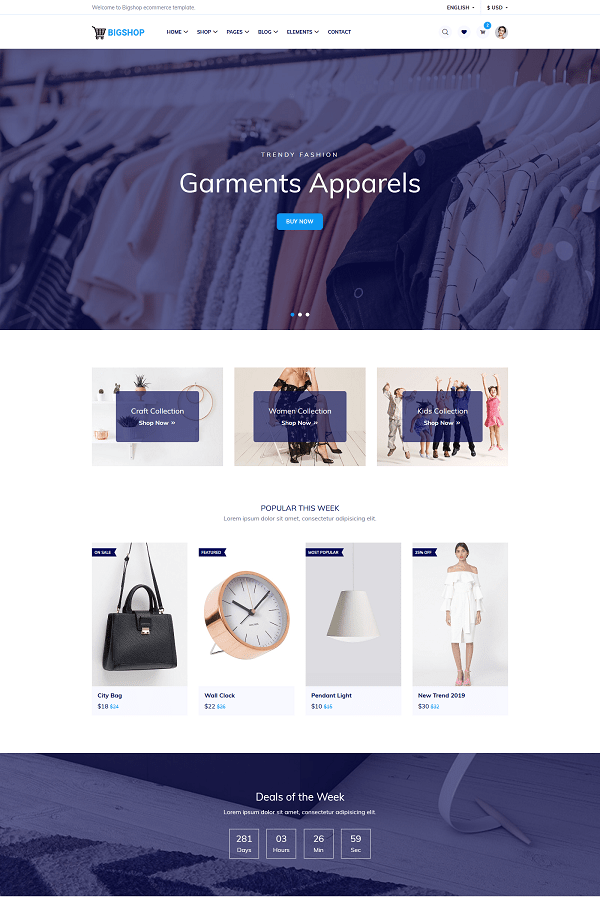 Welcome to Bigshop ecommerce template.
ENGLISH
$ USD
BIGSHOP
HOME SHOP PAGES BLOG ELEMENTS CONTACT
2
TRENDY FASHION
Garments Apparels
BUY NOW
Craft Collection
Shop Now »
Women Collection
Shop Now »
Kids Collection
Shop Now »
POPULAR THIS WEEK
Lorem ipsum dolor sit amet, consectetur adipisicing elit.
ON SALE
FEATURED
MOST POPULAR
25% OFF
City Bag
$18 $24
Wall Clock
$22
Pendant Light
$10
New Trend 2019
$30 $32
Deals of the Week
Lorem ipsum dolor sit amet, consectetur adipisicing elit.
281 03 26 59
Days Hours Min Sec